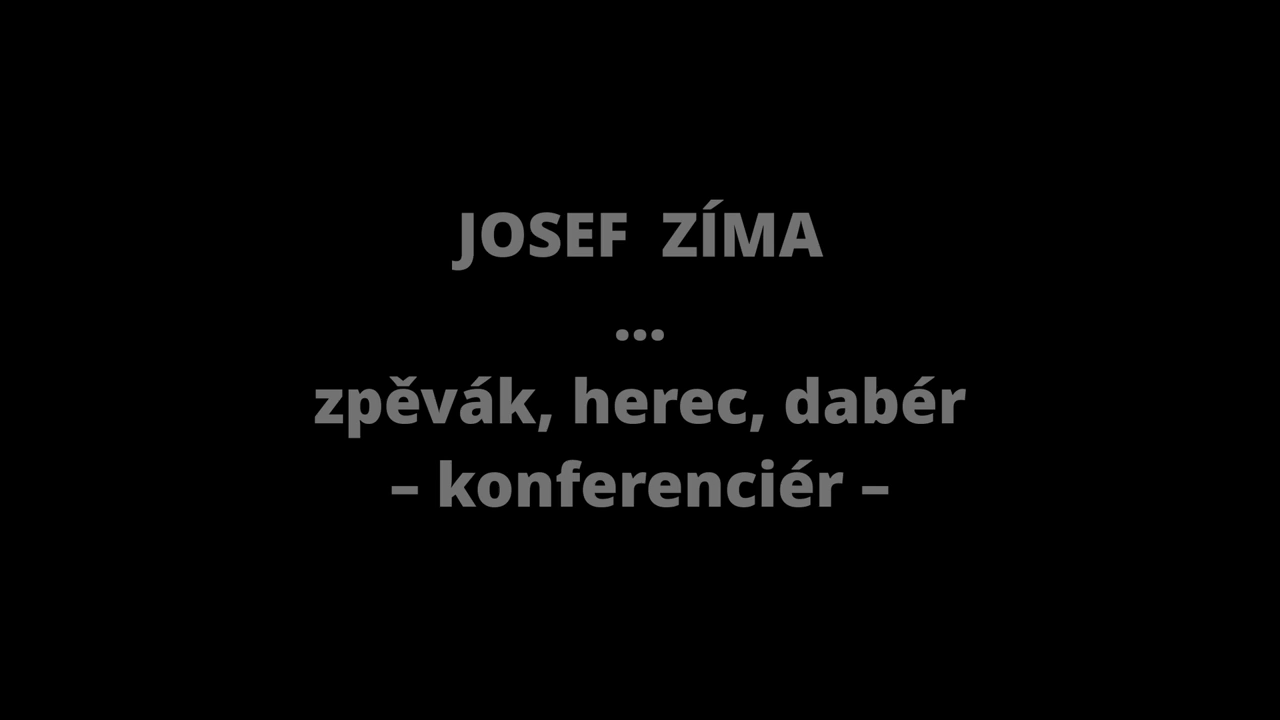 JOSEF  ZÍMA
...
zpěvák, herec, dabér
– konferenciér –